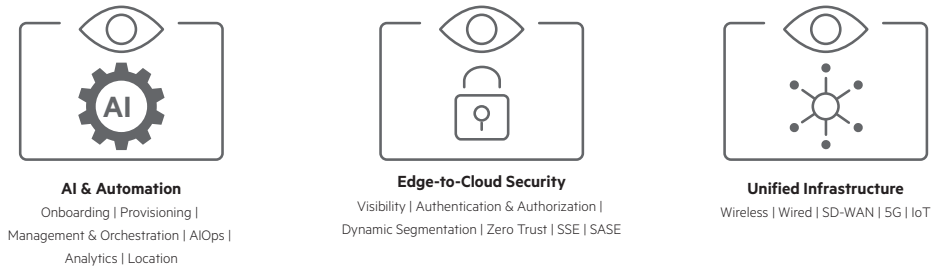 AI
AI & Automation
Onboarding | Provisioning |
Management & Orchestration | AIOps |
Analytics | Location
Edge-to-Cloud Security
Visibility | Authentication & Authorization |
Dynamic Segmentation | Zero Trust | SSE | SASE
Unified Infrastructure
Wireless | Wired | SD-WAN | 5G | IoT